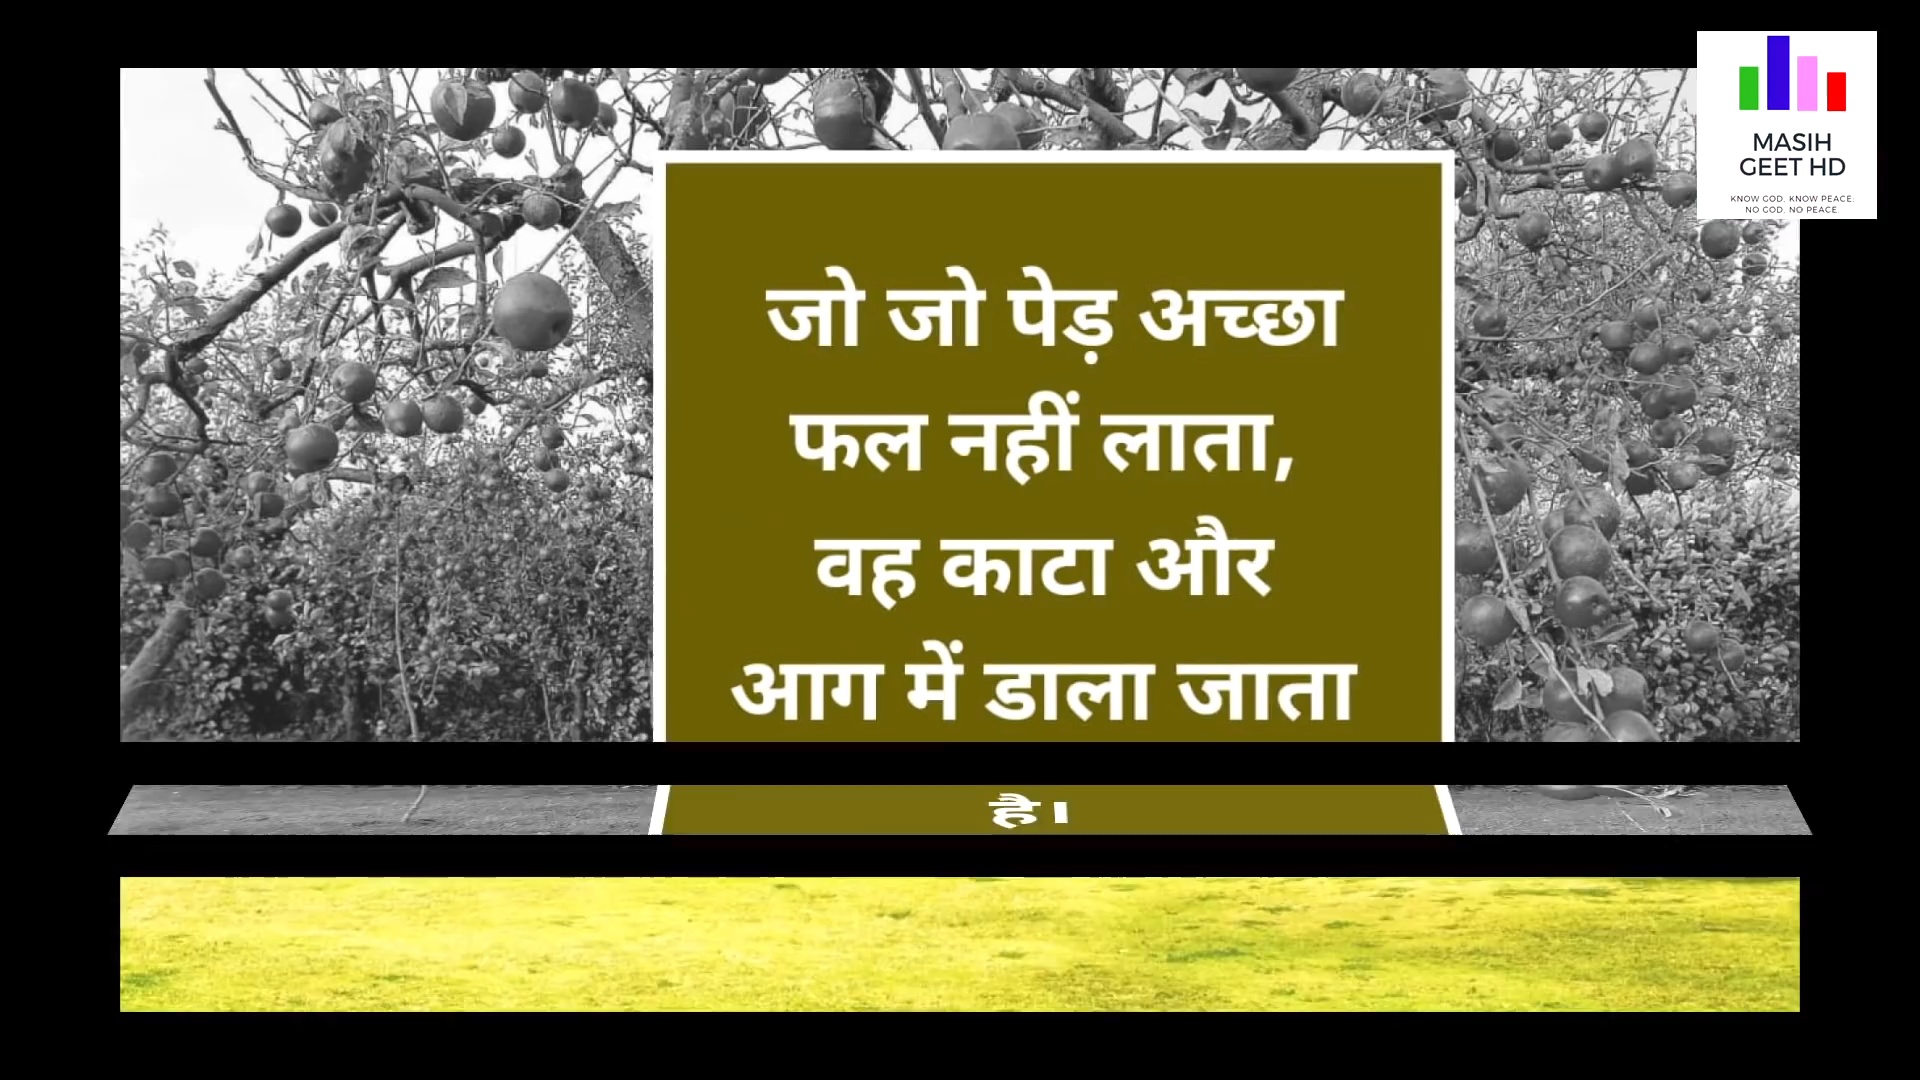 जो जो पेड़ अच्छा
फल नहीं लाता,
वह काटा और
आग में डाला जाता
है।
MASIH
GEET HD
KNOW GOD, KNOW PEACE;
NO GOD, NO PEACE.